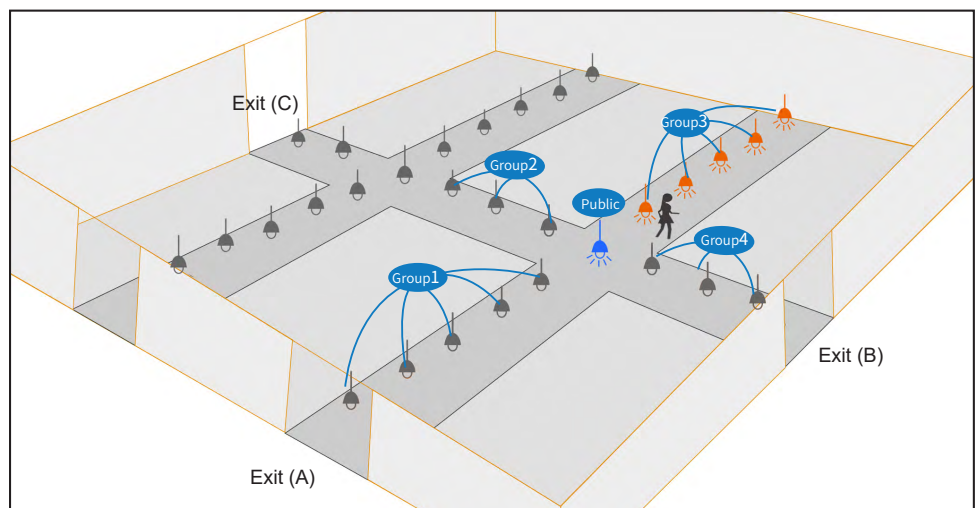 Exit (C)
Group3
Group2
Public
Group4
Group1
Exit (B)
Exit (A)